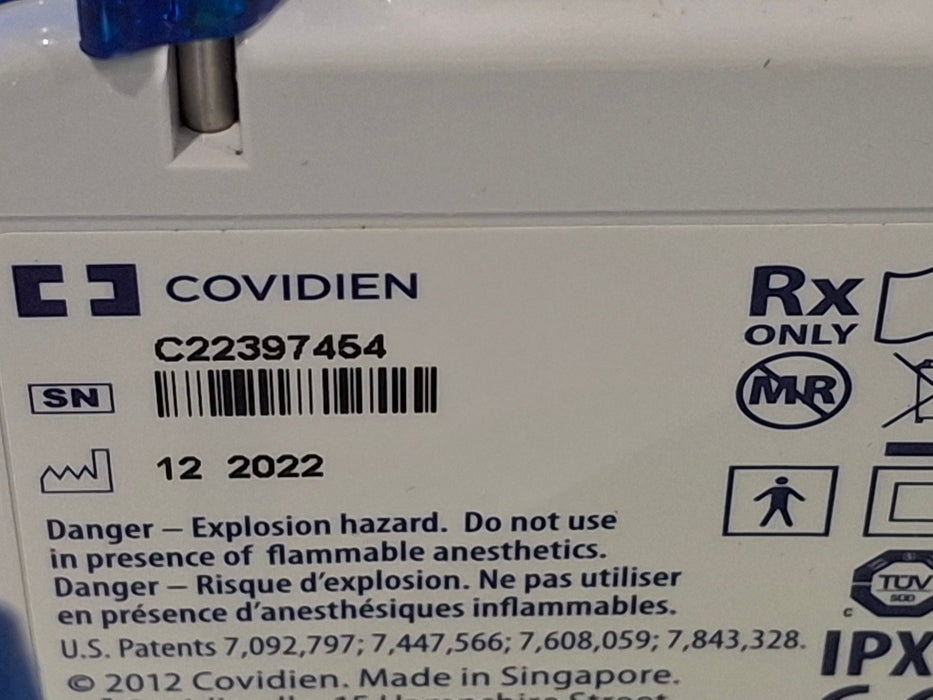 COVIDIEN
C22397454
SN
12 2022
Danger – Explosion hazard. Do not use
in presence of flammable anesthetics.
Danger – Risque d'explosion. Ne pas utiliser
en présence d'anesthésiques inflammables.
U.S. Patents 7,092,797; 7,447,566; 7,608,059; 7,843,328.
© 2012 Covidien. Made in Singapore.
Rx
ONLY
MR
TÜV
SÜD
c
IPX